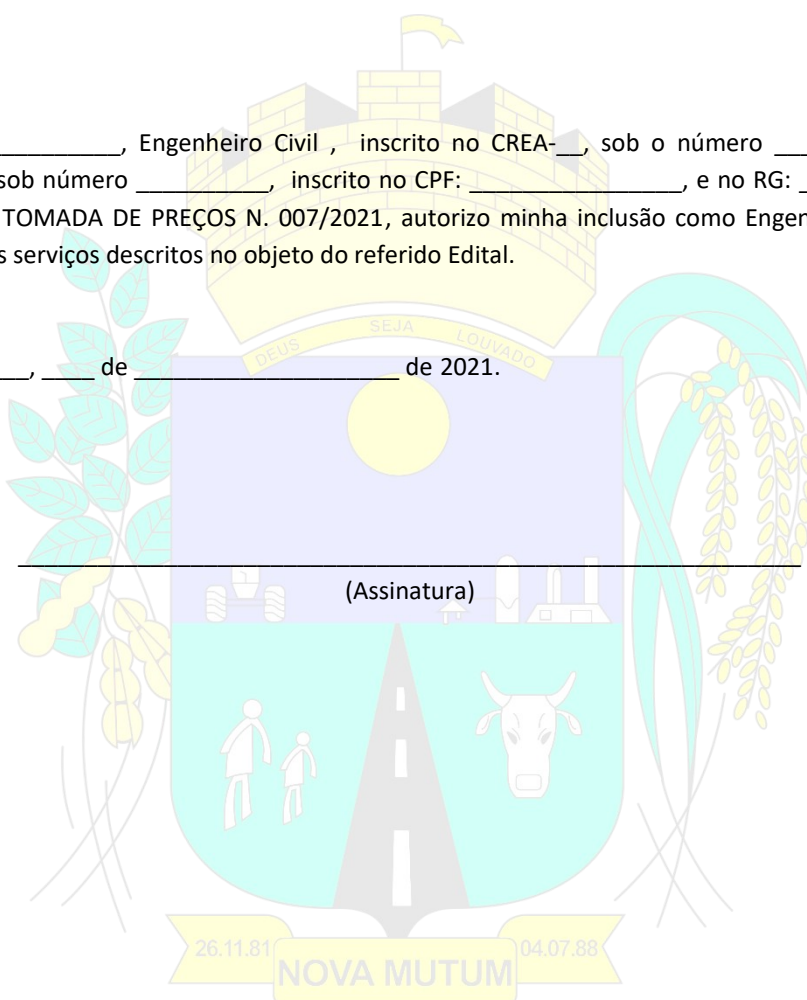 __________, Engenheiro Civil , inscrito no CREA-__, sob o número ___
sob número __________, inscrito no CPF: ________________, e no RG: _
TOMADA DE PREÇOS N. 007/2021, autorizo minha inclusão como Engen
s serviços descritos no objeto do referido Edital.
DEUS SEJA LOUVADO
___, ____ de ____________________ de 2021.
___________________________________________________________
(Assinatura)
26.11.81 04.07.88
NOVA MUTUM